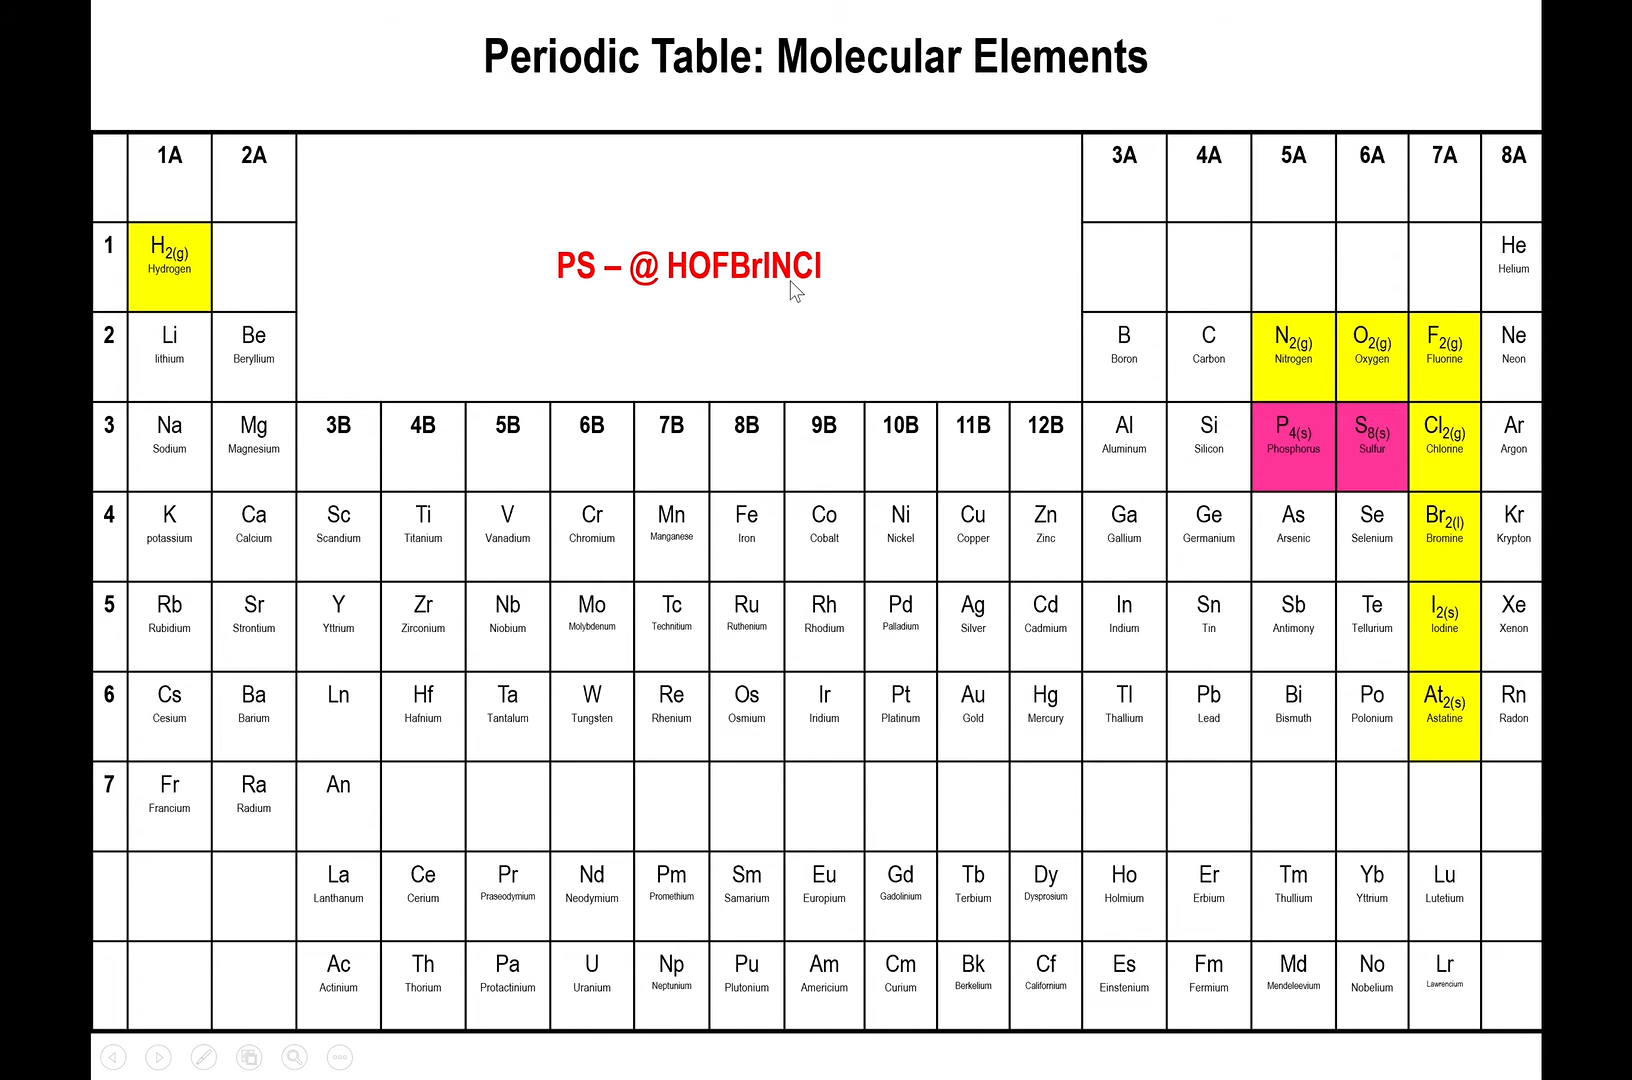 Periodic Table: Molecular Elements
1A 2A 3A 4A 5A 6A 7A 8A
PS – @ HOFBrINCl
1 H2(g) He
Hydrogen Helium
2 Li Be B C N2(g) O2(g) F2(g) Ne
lithium Beryllium Boron Carbon Nitrogen Oxygen Fluorine Neon
3 Na Mg 3B 4B 5B 6B 7B 8B 9B 10B 11B 12B Al Si P4(s) S8(s) Cl2(g) Ar
Sodium Magnesium Aluminum Silicon Phosphorus Sulfur Chlorine Argon
4 K Ca Sc Ti V Cr Mn Fe Co Ni Cu Zn Ga Ge As Se Br2(l) Kr
potassium Calcium Scandium Titanium Vanadium Chromium Manganese Iron Cobalt Nickel Copper Zinc Gallium Germanium Arsenic Selenium Bromine Krypton
5 Rb Sr Y Zr Nb Mo Tc Ru Rh Pd Ag Cd In Sn Sb Te I2(s) Xe
Rubidium Strontium Yttrium Zirconium Niobium Molybdenum Technitium Ruthenium Rhodium Palladium Silver Cadmium Indium Tin Antimony Tellurium Iodine Xenon
6 Cs Ba Ln Hf Ta W Re Os Ir Pt Au Hg Tl Pb Bi Po At2(s) Rn
Cesium Barium Hafnium Tantalum Tungsten Rhenium Osmium Iridium Platinum Gold Mercury Thallium Lead Bismuth Polonium Astatine Radon
7 Fr Ra An
Francium Radium
La Ce Pr Nd Pm Sm Eu Gd Tb Dy Ho Er Tm Yb Lu
Lanthanum Cerium Praseodymium Neodymium Promethium Samarium Europium Gadolinium Terbium Dysprosium Holmium Erbium Thullium Yttrium Lutetium
Ac Th Pa U Np Pu Am Cm Bk Cf Es Fm Md No Lr
Actinium Thorium Protactinium Uranium Neptunium Plutonium Americium Curium Berkelium Californium Einstenium Fermium Mendeleevium Nobelium Lawrencium